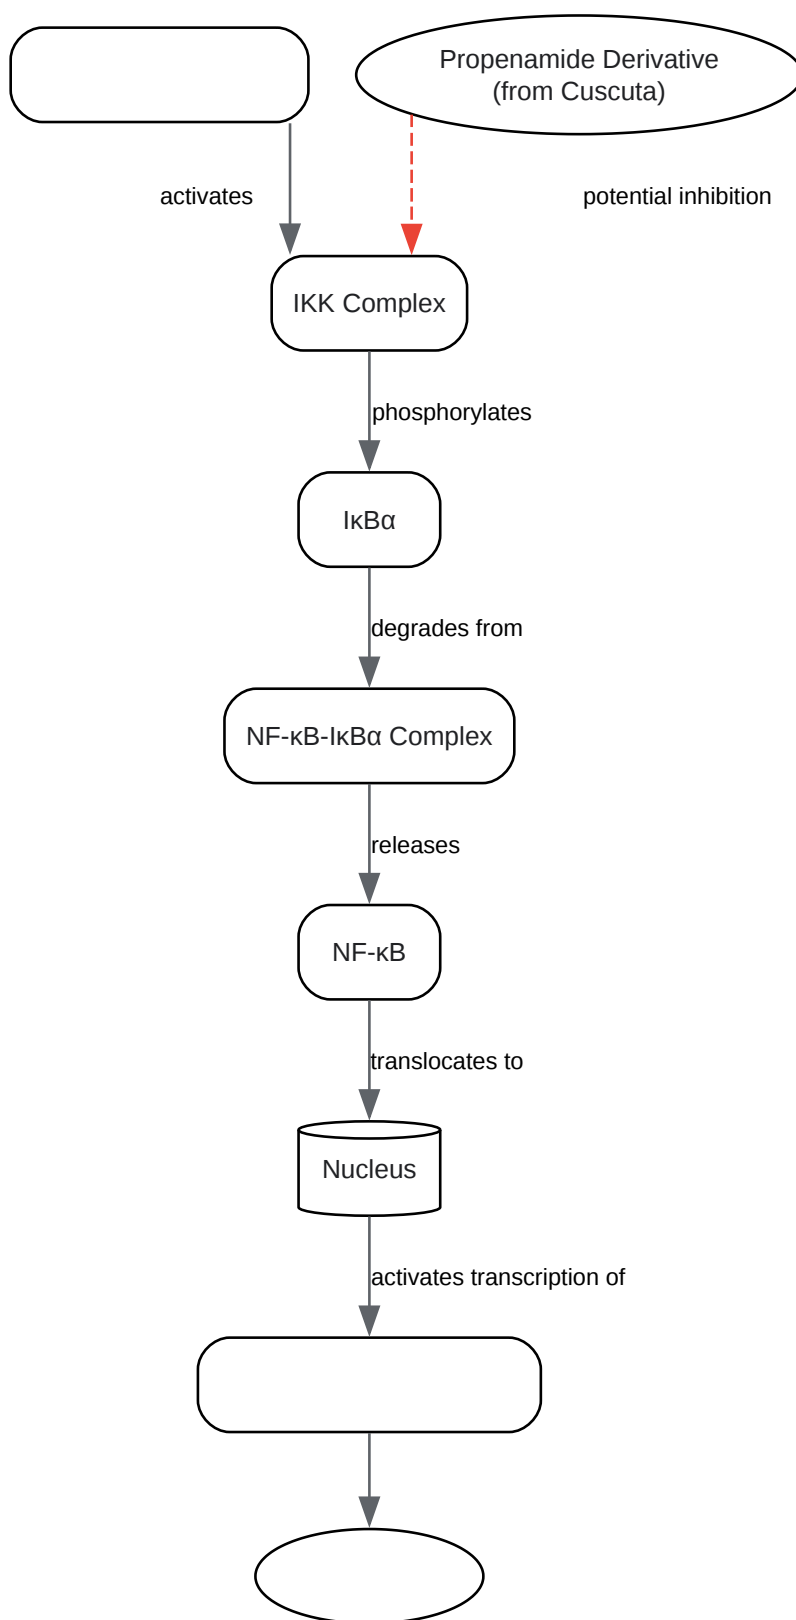 Propenamide Derivative
(from Cuscuta)
activates
potential inhibition
IKK Complex
phosphorylates
IκBα
degrades from
NF-κB-IκBα Complex
releases
NF-κB
translocates to
Nucleus
activates transcription of